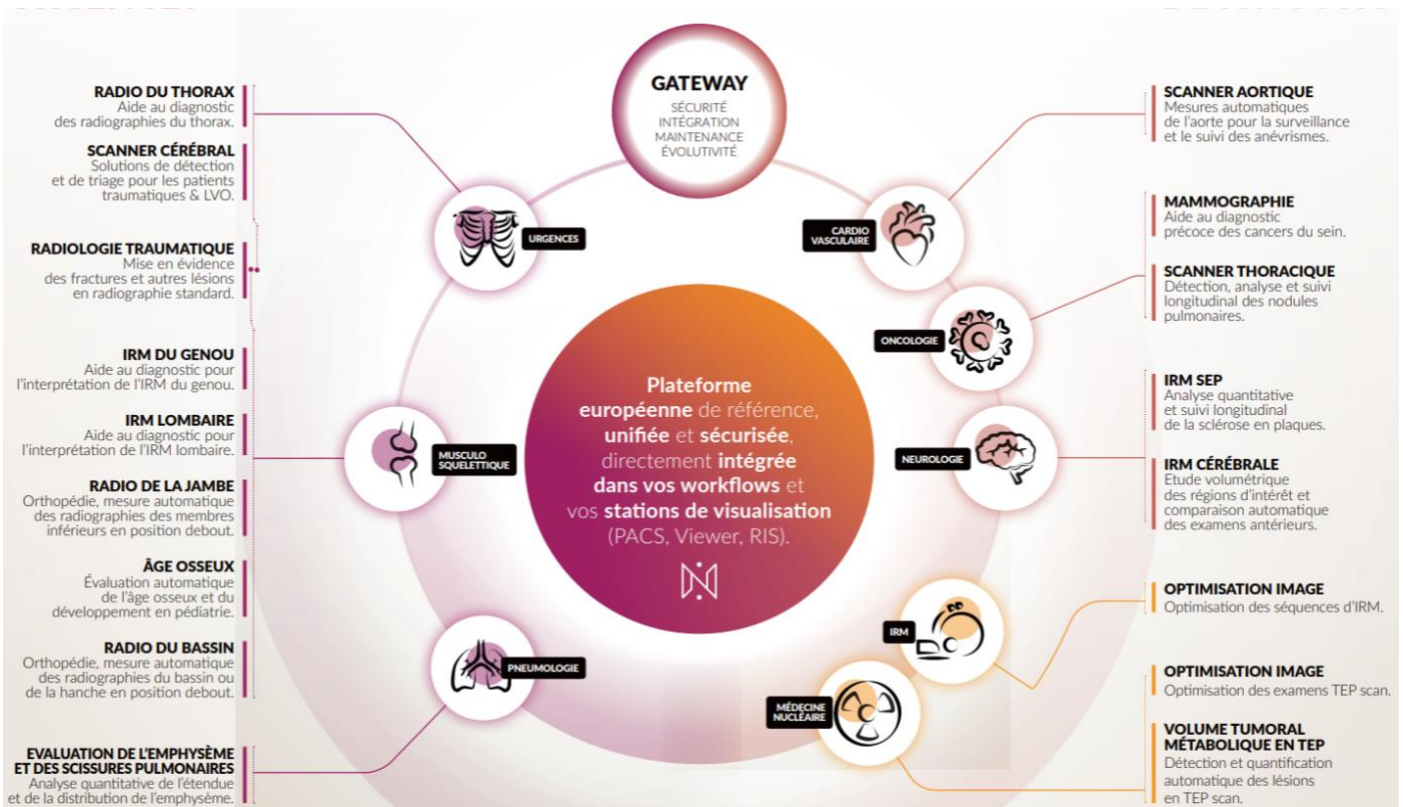 GATEWAY
SÉCURITÉ
INTÉGRATION
MAINTENANCE
ÉVOLUTIVITÉ
RADIO DU THORAX
Aide au diagnostic
des radiographies du thorax.
SCANNER CÉRÉBRAL
Solutions de détection
et de triage pour les patients
traumatiques & LVO.
RADIOLOGIE TRAUMATIQUE
Mise en évidence
des fractures et autres lésions
en radiographie standard.
IRM DU GENOU
Aide au diagnostic pour
l'interprétation de l'IRM du genou.
IRM LOMBAIRE
Aide au diagnostic pour
l'interprétation de l'IRM lombaire.
RADIO DE LA JAMBE
Orthopédie, mesure automatique
des radiographies des membres
inférieurs en position debout.
ÂGE OSSEUX
Évaluation automatique
de l'âge osseux et du
développement en pédiatrie.
RADIO DU BASSIN
Orthopédie, mesure automatique
des radiographies du bassin ou
de la hanche en position debout.
EVALUATION DE L'EMPHYSÈME
ET DES SCISSURES PULMONAIRES
Analyse quantitative de l'étendue
et de la distribution de l'emphysème.
URGENCES
MUSCULO
SQUELETTIQUE
PNEUMOLOGIE
Plateforme
européenne de référence,
unifiée et sécurisée,
directement intégrée
dans vos workflows et
vos stations de visualisation
(PACS, Viewer, RIS).
CARDIO
VASCULAIRE
ONCOLOGIE
NEUROLOGIE
IRM
MÉDECINE
NUCLÉAIRE
SCANNER AORTIQUE
Mesures automatiques
de l'aorte pour la surveillance
et le suivi des anévrismes.
MAMMOGRAPHIE
Aide au diagnostic
précoce des cancers du sein.
SCANNER THORACIQUE
Détection, analyse et suivi
longitudinal des nodules
pulmonaires.
IRM SEP
Analyse quantitative
et suivi longitudinal
de la sclérose en plaques.
IRM CÉRÉBRALE
Etude volumétrique
des régions d'intérêt et
comparaison automatique
des examens antérieurs.
OPTIMISATION IMAGE
Optimisation des séquences d'IRM.
OPTIMISATION IMAGE
Optimisation des examens TEP scan.
VOLUME TUMORAL
MÉTABOLIQUE EN TEP
Détection et quantification
automatique des lésions
en TEP scan.